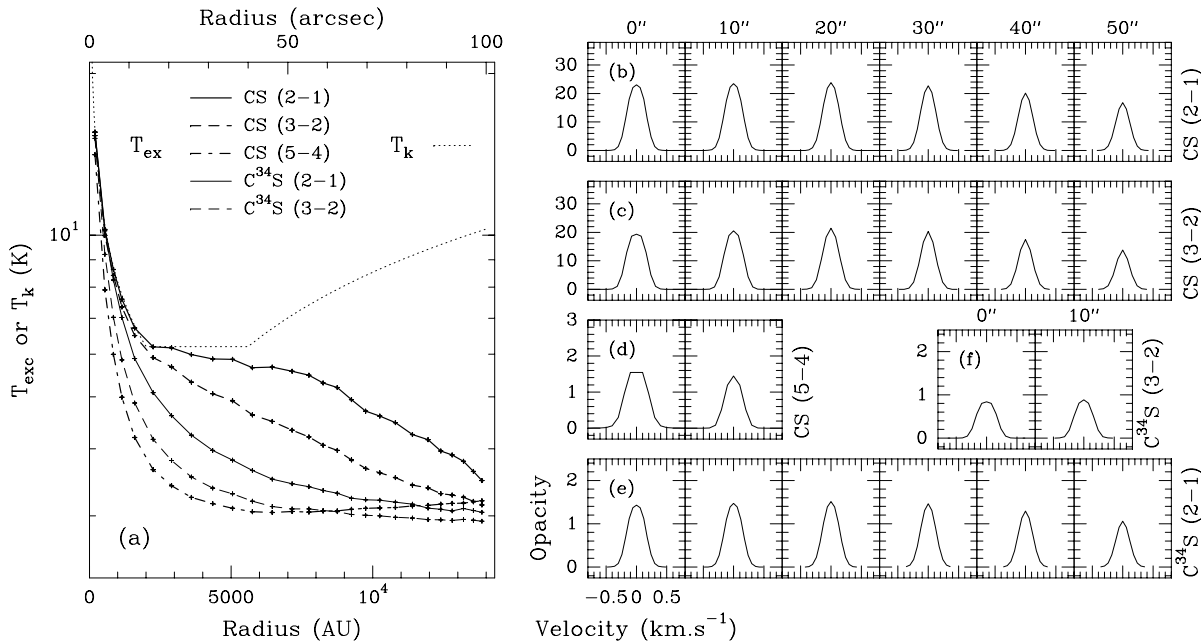 Radius (arcsec)
0 50 100
CS (2−1)
CS (3−2)
CS (5−4)
C³⁴S (2−1)
C³⁴S (3−2)
T_ex
T_k
T_exc or T_k (K)
10¹
(a)
0 5000 10⁴
Radius (AU)
0″ 10″ 20″ 30″ 40″ 50″
(b)
30
20
10
0
CS (2−1)
(c)
30
20
10
0
CS (3−2)
(d)
3
2
1
0
CS (5−4)
0″ 10″
(f)
2
1
0
C³⁴S (3−2)
(e)
2
1
0
C³⁴S (2−1)
Opacity
−0.5 0 0.5
Velocity (km.s⁻¹)